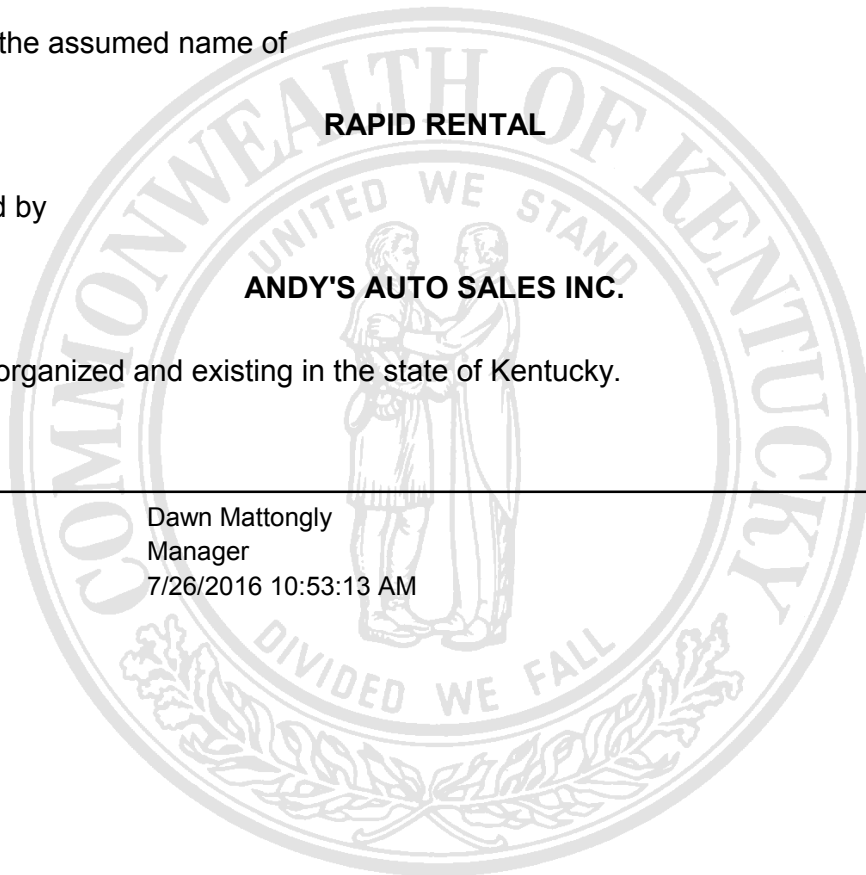 the assumed name of
RAPID RENTAL
d by
ANDY'S AUTO SALES INC.
organized and existing in the state of Kentucky.
Dawn Mattongly
Manager
7/26/2016 10:53:13 AM
COMMONWEALTH OF KENTUCKY
UNITED WE STAND
DIVIDED WE FALL